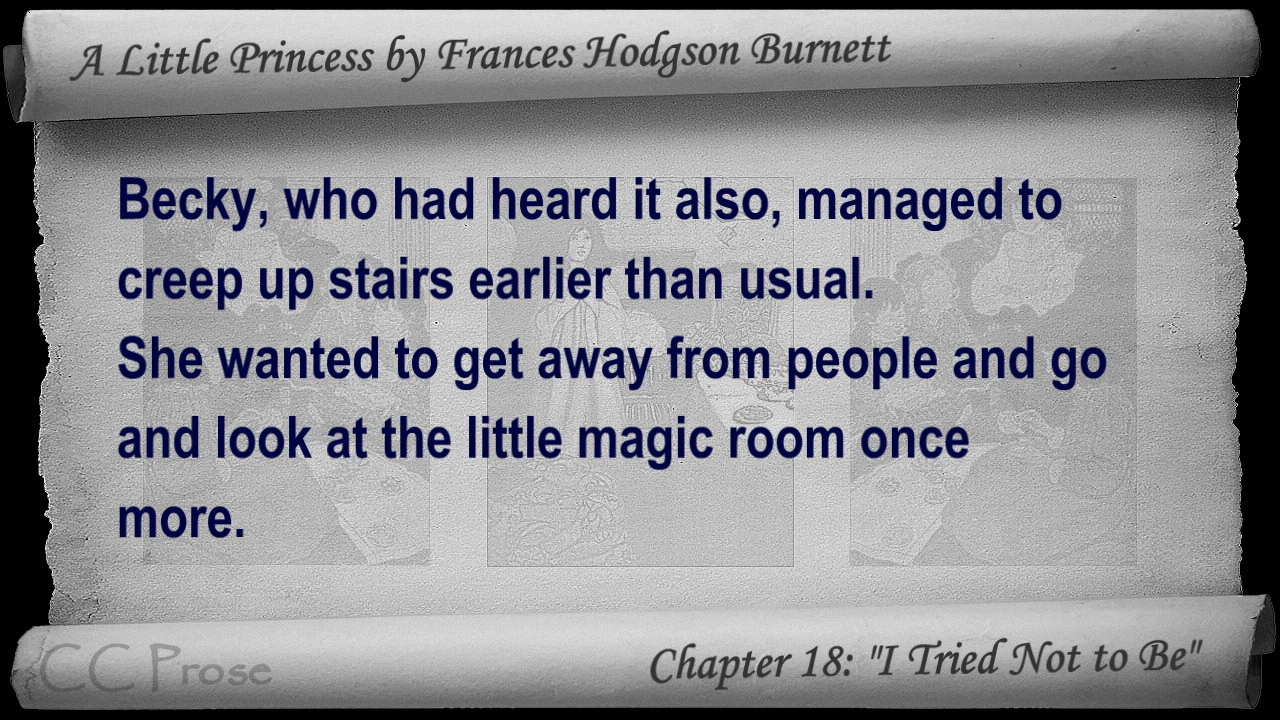 A Little Princess by Frances Hodgson Burnett
Becky, who had heard it also, managed to
creep up stairs earlier than usual.
She wanted to get away from people and go
and look at the little magic room once
more.
CC Prose
Chapter 18: "I Tried Not to Be"